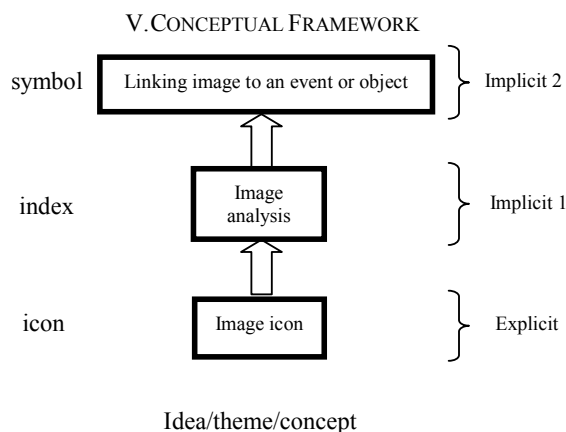 V. CONCEPTUAL FRAMEWORK
symbol
Linking image to an event or object
Implicit 2
index
Image
analysis
Implicit 1
icon
Image icon
Explicit
Idea/theme/concept